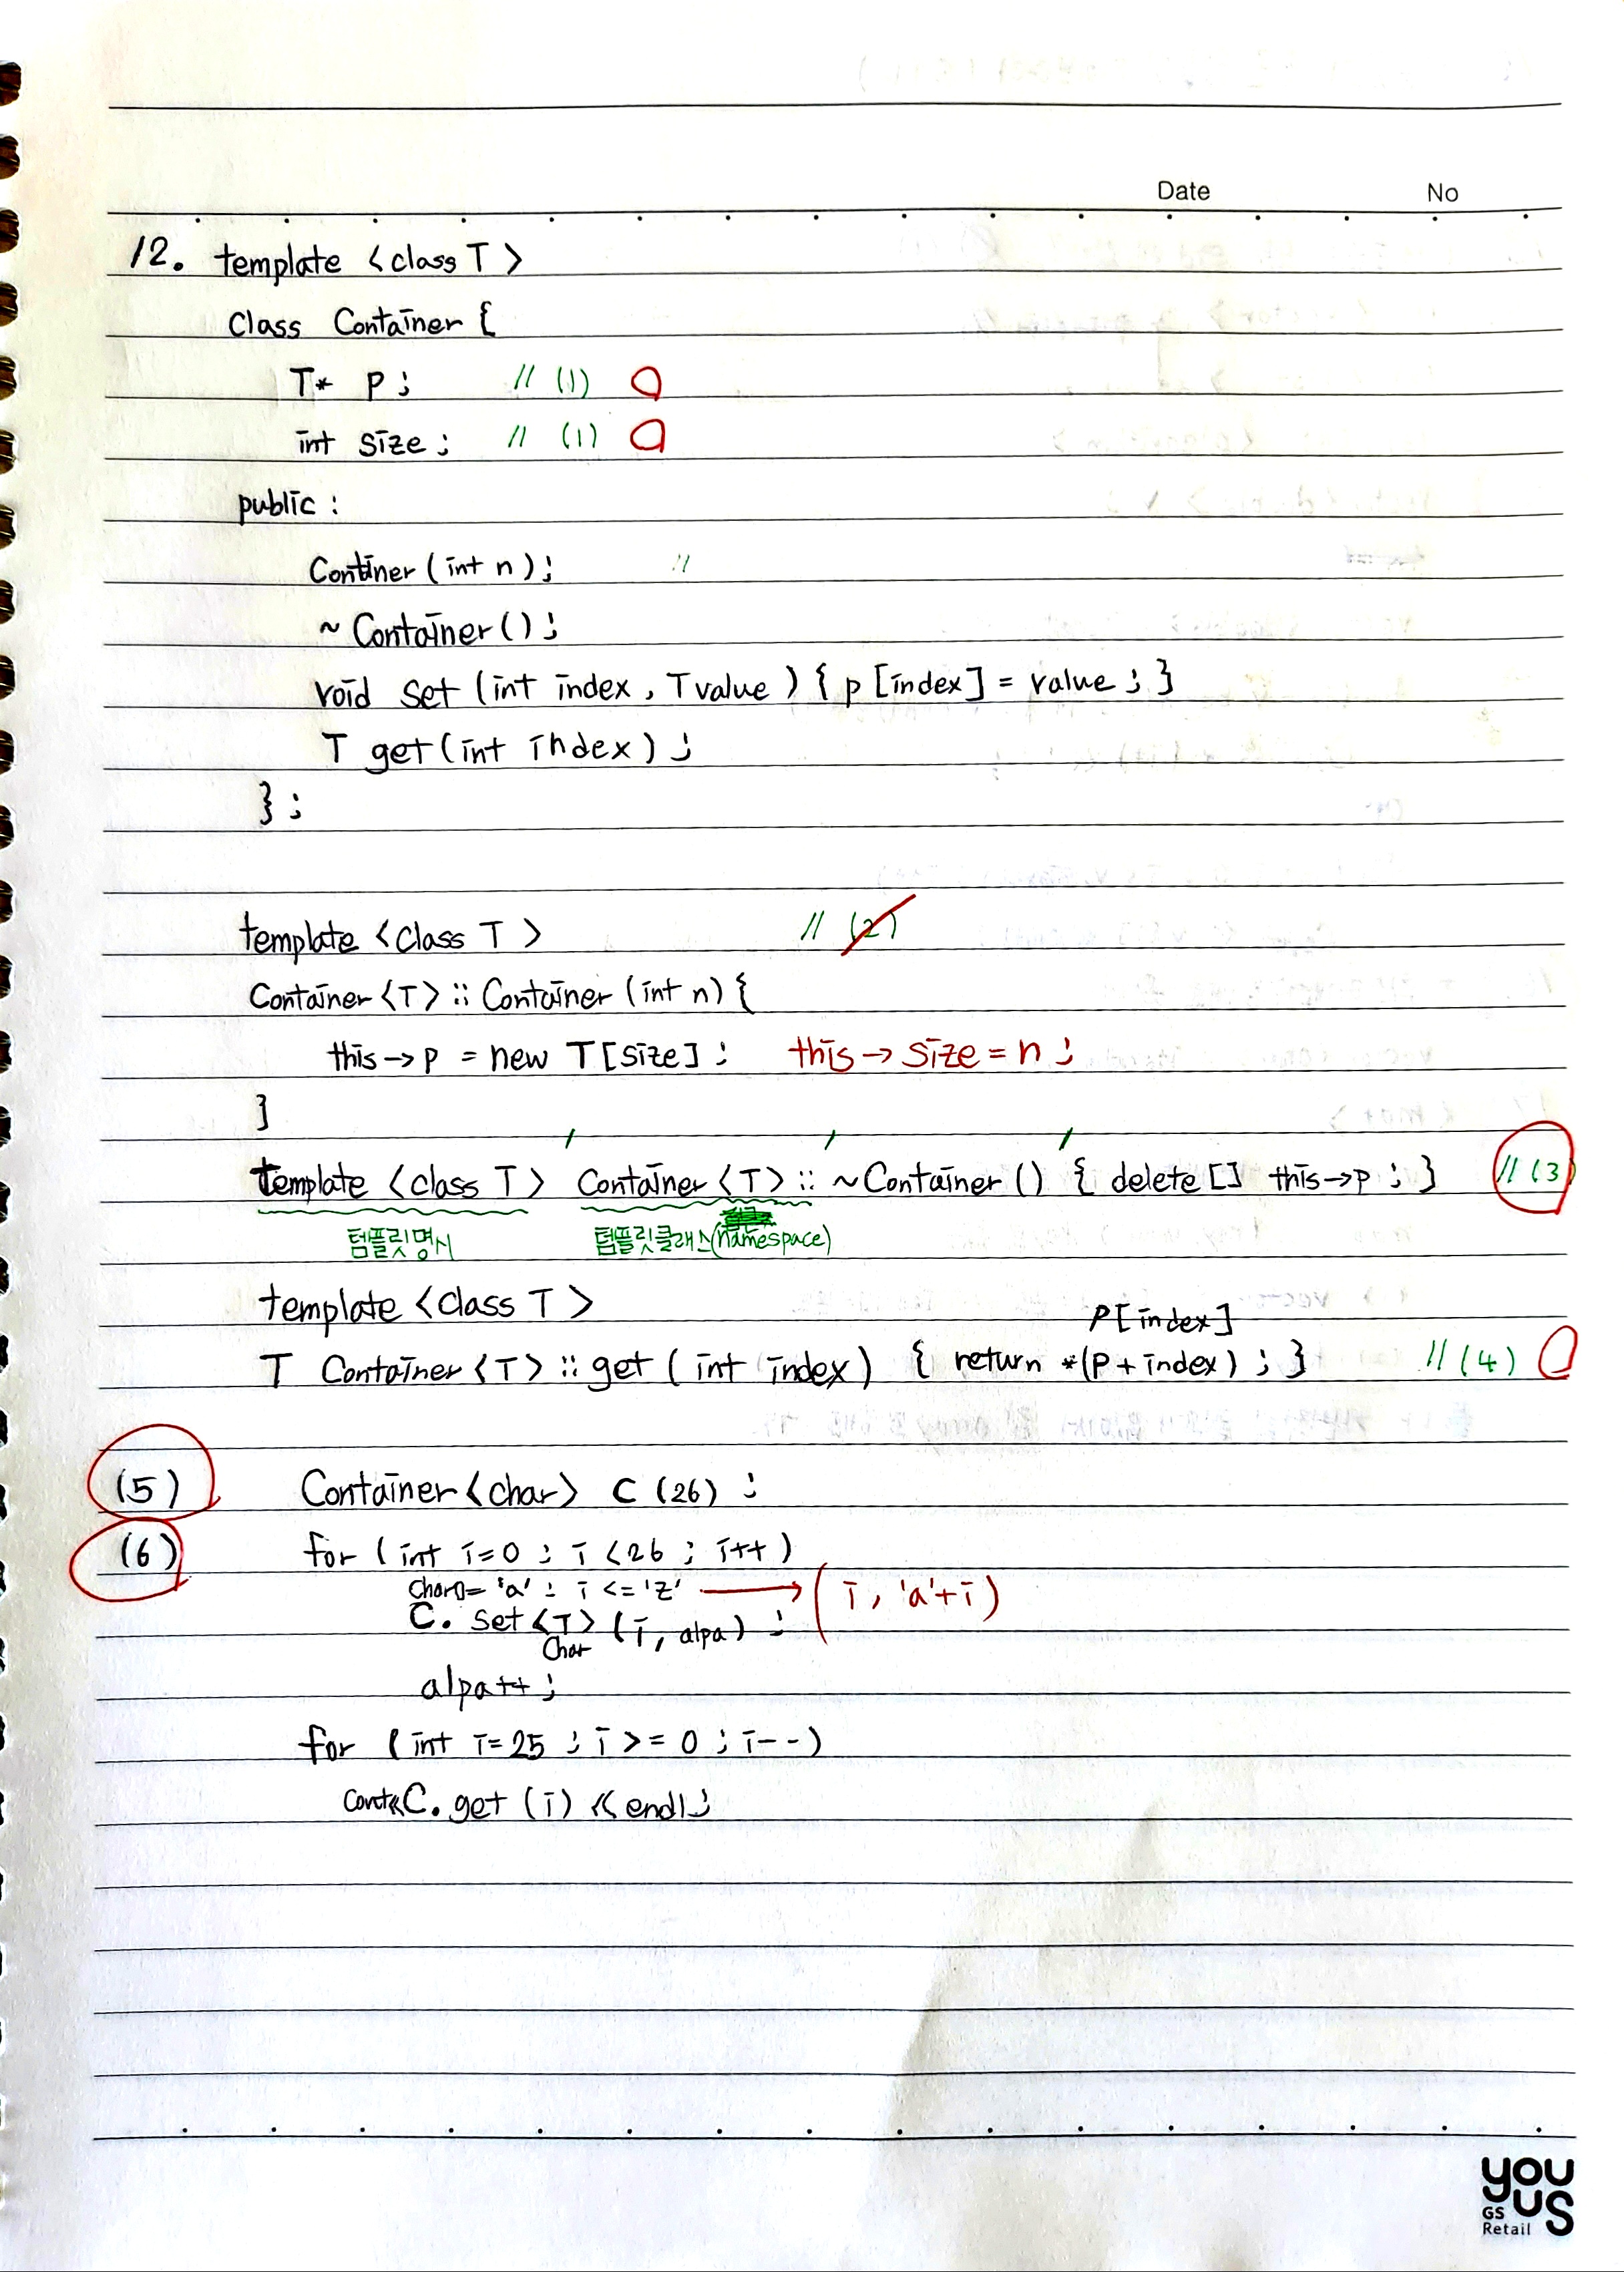 Date No
12. template <class T>
class Container {
T* p; // (1)
int size; // (1)
public:
Continer (int n); //
~ Container();
void set (int index, T value) { p [index] = value ; }
T get (int index) ;
} ;
template <class T> // (2)
Container <T> :: Container (int n) {
this→p = new T[size] ; this→size = n ;
}
template <class T> Container <T> :: ~Container () { delete [] this→p ; } // (3)
템플릿명시 템플릿클래스(namespace)
template <class T>
p[index]
T Container <T> :: get ( int index) { return *(p + index) ; } // (4)
(5) Container <char> C (26) ;
(6) for ( int i=0 ; i <26 ; i++ )
= 'a' ; i <= 'z' → ( i, 'a'+i )
C. set <T> (i, alpa) ;
char
alpa++ ;
for ( int i=25 ; i >= 0 ; i-- )
C. get (i) << endl ;
you
us
GS
Retail